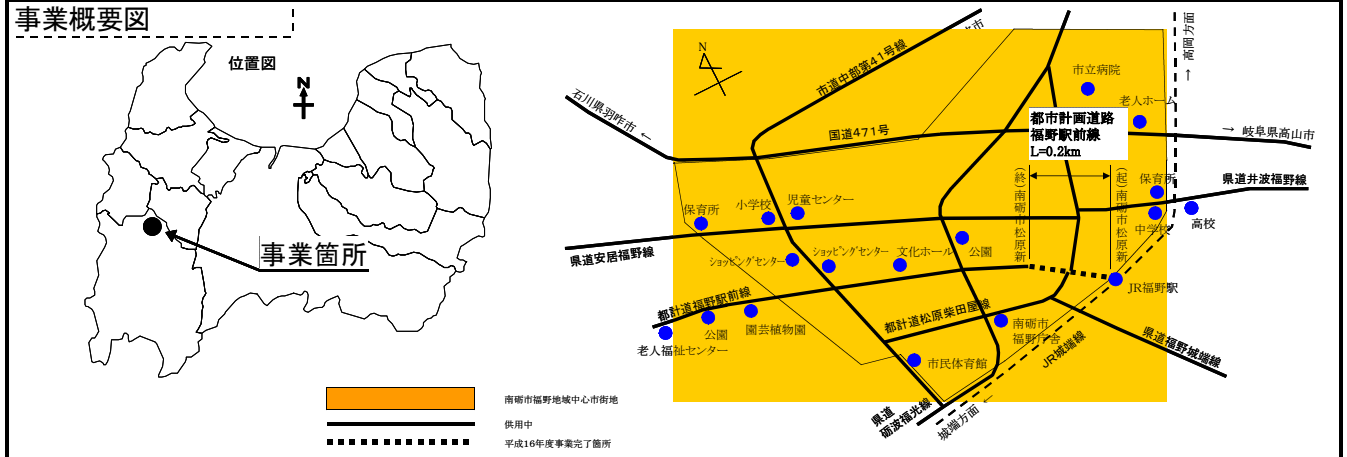 事業概要図
位置図
N
事業箇所
南砺市福野地域中心市街地
供用中
平成16年度事業完了箇所
N
市道中部第41号線
市
→ 高岡方面
石川県羽咋市 ←
国道471号
市立病院
老人ホーム
都市計画道路
福野駅前線
L=0.2km
→ 岐阜県高山市
県道井波福野線
保育所
小学校
児童センター
(終)南砺市松原新
(起)南砺市松原新
保育所
中学校
高校
県道安居福野線
ショッピングセンター
ショッピングセンター
文化ホール
公園
JR福野駅
都計道福野駅前線
公園
園芸植物園
老人福祉センター
都計道松原柴田屋線
南砺市
福野庁舎
JR城端線
県道福野城端線
市民体育館
県道
砺波福光線
城端方面 ←